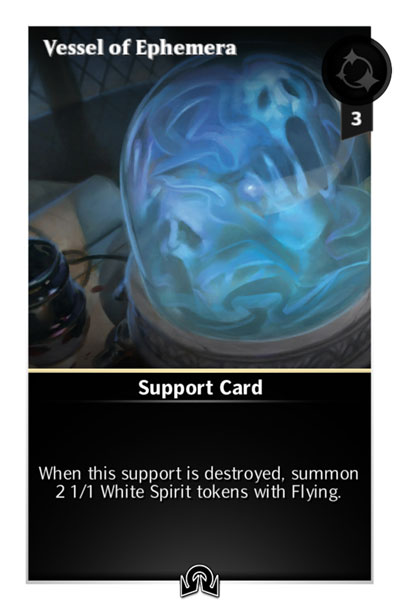 Vessel of Ephemera
3
Support Card
When this support is destroyed, summon
2 1/1 White Spirit tokens with Flying.